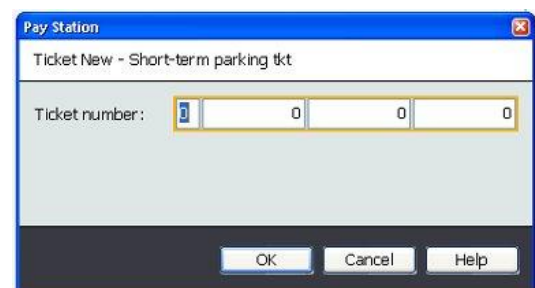 Pay Station
Ticket New - Short-term parking tkt
Ticket number: 0 0 0 0
OK Cancel Help